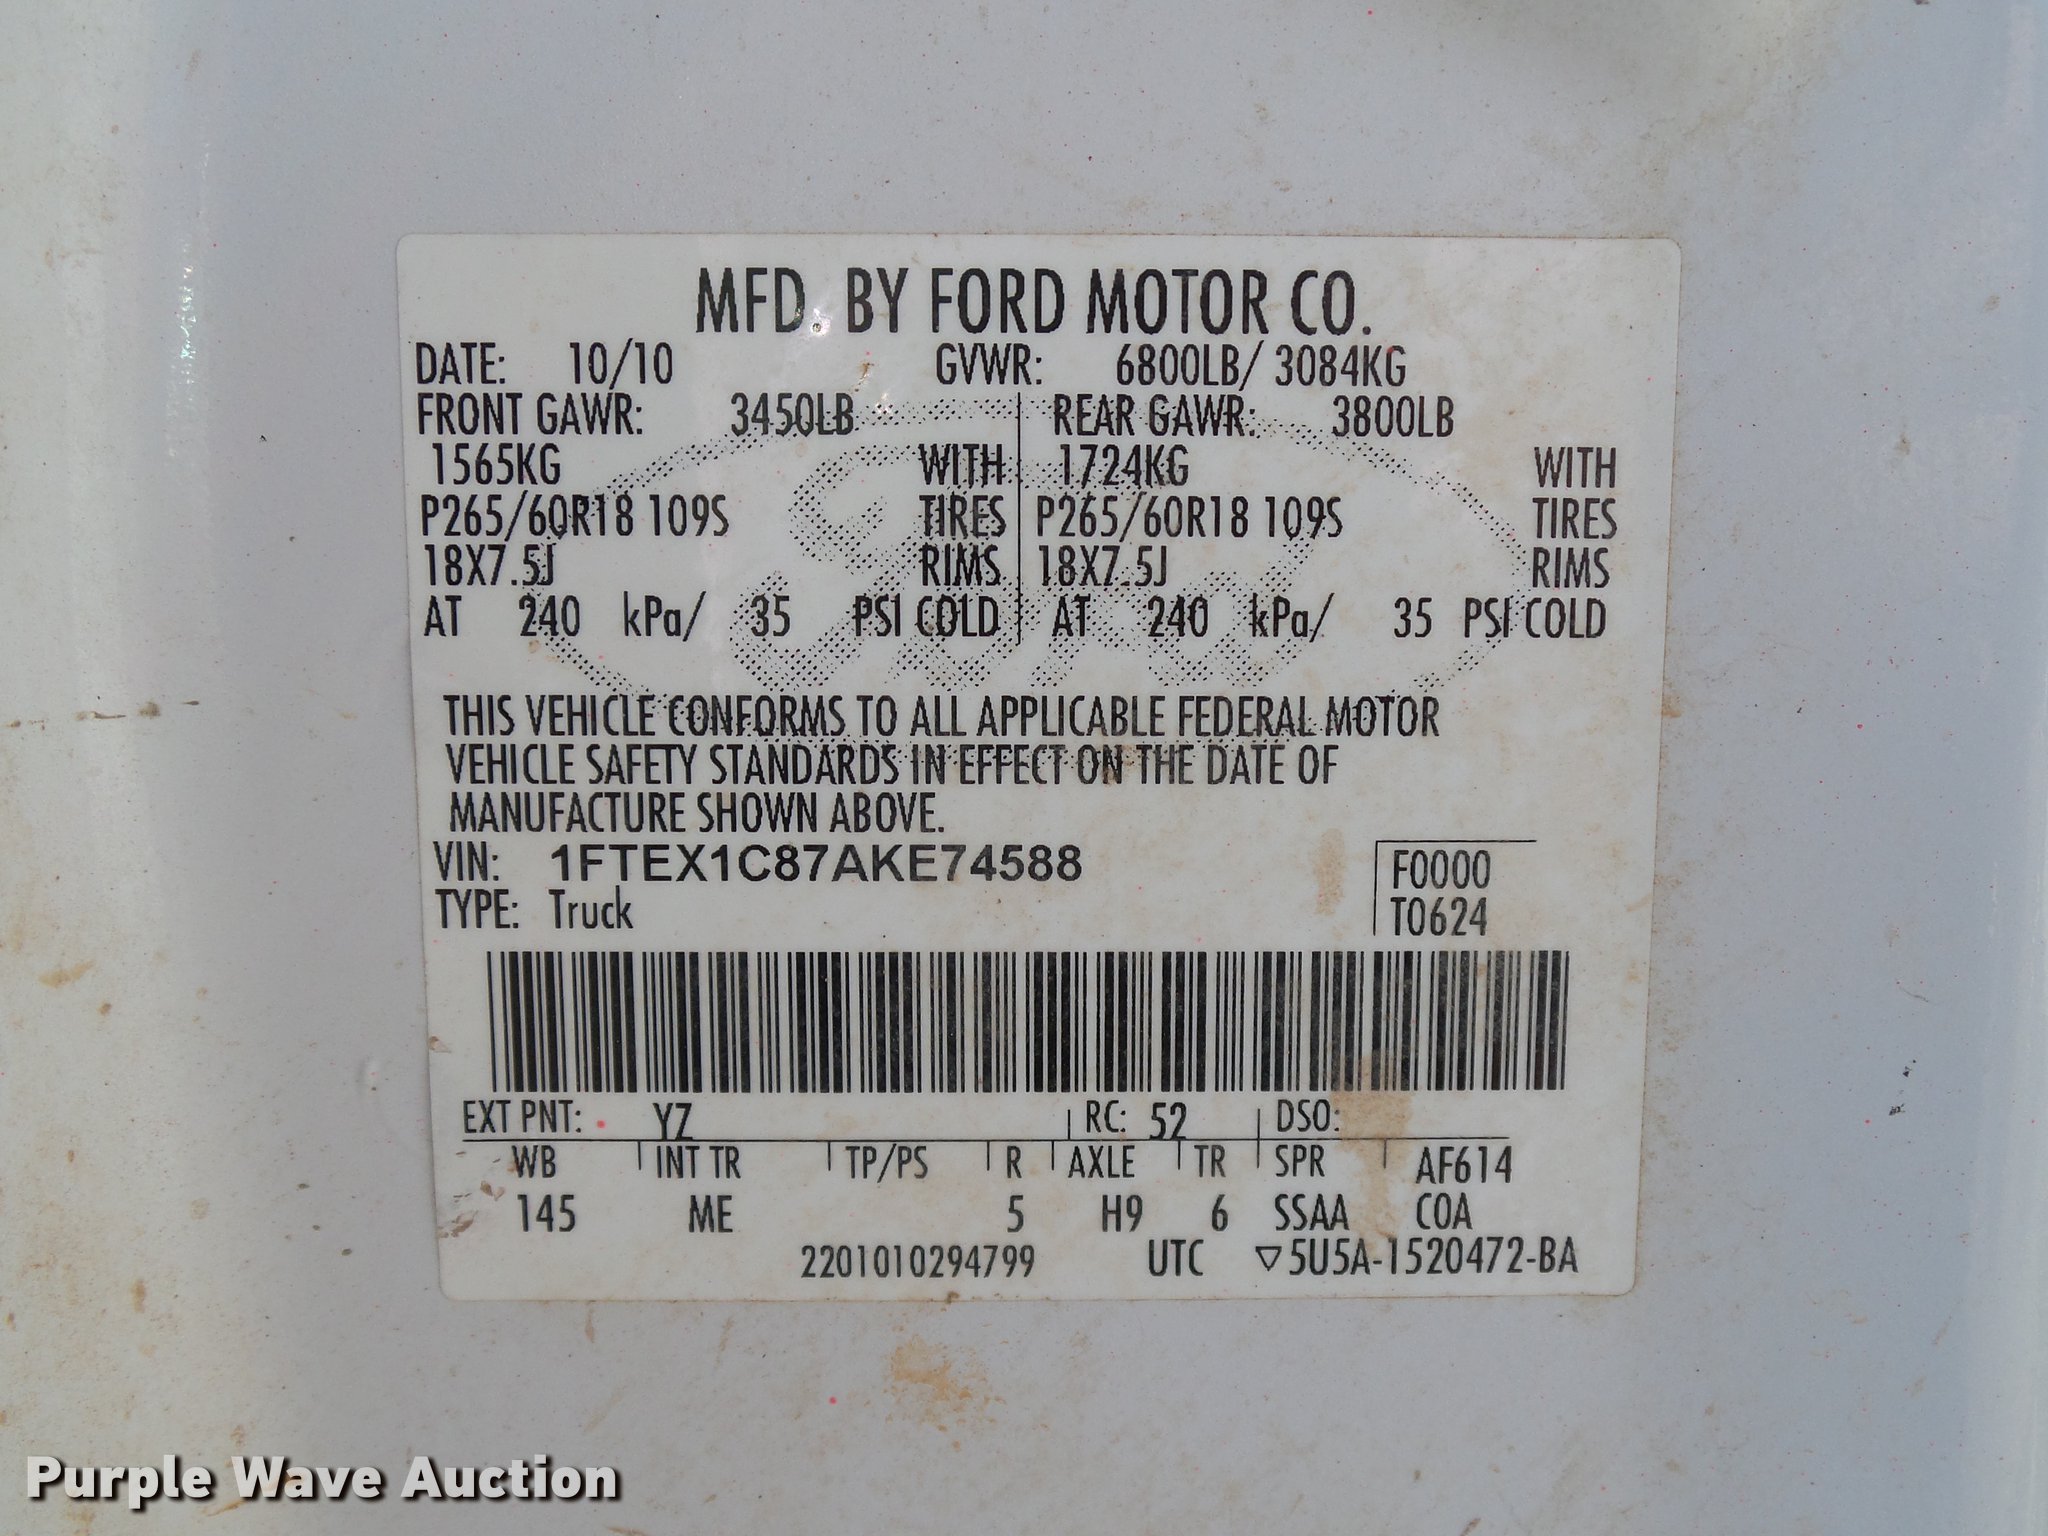 MFD. BY FORD MOTOR CO.
DATE: 10/10 GVWR: 6800LB/ 3084KG
FRONT GAWR: 3450LB REAR GAWR: 3800LB
1565KG WITH 1724KG WITH
P265/60R18 109S TIRES P265/60R18 109S TIRES
18X7.5J RIMS 18X7.5J RIMS
AT 240 kPa/ 35 PSI COLD AT 240 kPa/ 35 PSI COLD
THIS VEHICLE CONFORMS TO ALL APPLICABLE FEDERAL MOTOR
VEHICLE SAFETY STANDARDS IN EFFECT ON THE DATE OF
MANUFACTURE SHOWN ABOVE.
VIN: 1FTEX1C87AKE74588 F0000
TYPE: Truck T0624
EXT PNT: YZ RC: 52 DSO:
WB INT TR TP/PS R AXLE TR SPR AF614
145 ME 5 H9 6 SSAA COA
2201010294799 UTC ▽5U5A-1520472-BA
Purple Wave Auction